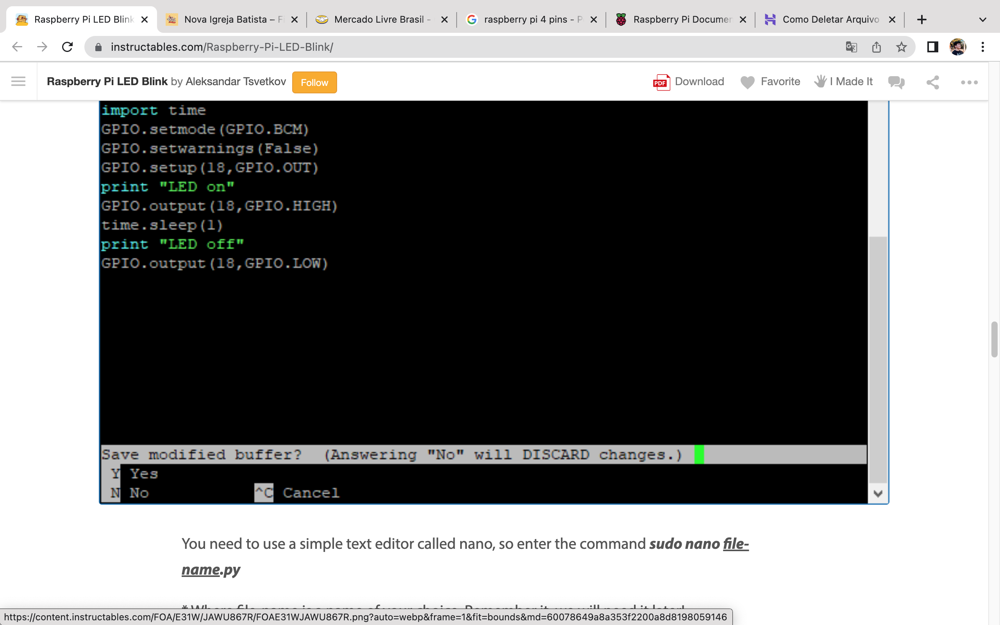 Raspberry Pi LED Blink
Nova Igreja Batista – Fi
Mercado Livre Brasil -
raspberry pi 4 pins - P
Raspberry Pi Documen
Como Deletar Arquivo
instructables.com/Raspberry-Pi-LED-Blink/
Raspberry Pi LED Blink by Aleksandar Tsvetkov
Follow
PDF
Download
Favorite
I Made It
import time
GPIO.setmode(GPIO.BCM)
GPIO.setwarnings(False)
GPIO.setup(18,GPIO.OUT)
print "LED on"
GPIO.output(18,GPIO.HIGH)
time.sleep(1)
print "LED off"
GPIO.output(18,GPIO.LOW)
Save modified buffer?  (Answering "No" will DISCARD changes.)
Y Yes
N No ^C Cancel
You need to use a simple text editor called nano, so enter the command sudo nano file-
name.py
* Where file-name is a name of your choice. Remember it, we will need it later!
https://content.instructables.com/FOA/E31W/JAWU867R/FOAE31WJAWU867R.png?auto=webp&frame=1&fit=bounds&md=60078649a8a353f2200a8d8198059146